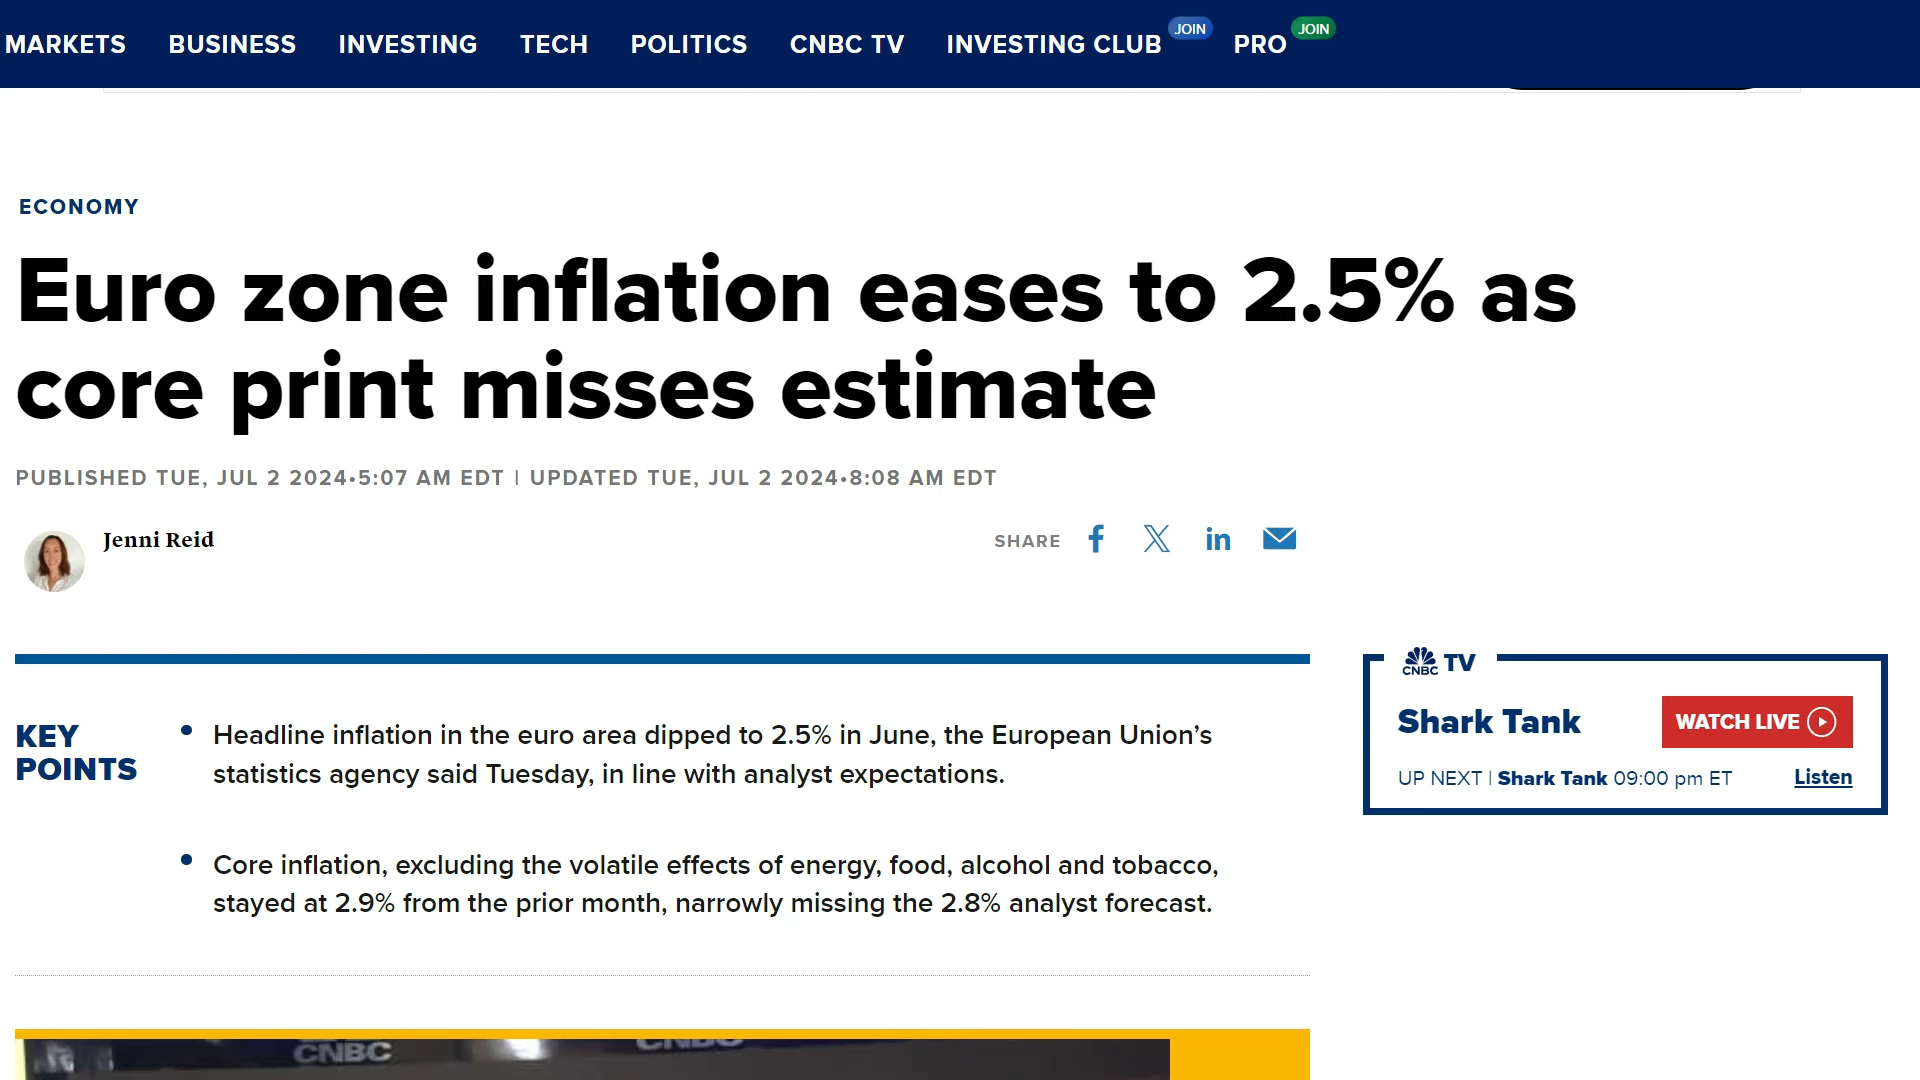 MARKETS BUSINESS INVESTING TECH POLITICS CNBC TV INVESTING CLUB JOIN PRO JOIN
ECONOMY
Euro zone inflation eases to 2.5% as
core print misses estimate
PUBLISHED TUE, JUL 2 2024•5:07 AM EDT | UPDATED TUE, JUL 2 2024•8:08 AM EDT
Jenni Reid
SHARE
KEY
POINTS
Headline inflation in the euro area dipped to 2.5% in June, the European Union’s
statistics agency said Tuesday, in line with analyst expectations.
Core inflation, excluding the volatile effects of energy, food, alcohol and tobacco,
stayed at 2.9% from the prior month, narrowly missing the 2.8% analyst forecast.
CNBC TV
Shark Tank
WATCH LIVE
UP NEXT | Shark Tank 09:00 pm ET
Listen
CNBC
CNBC